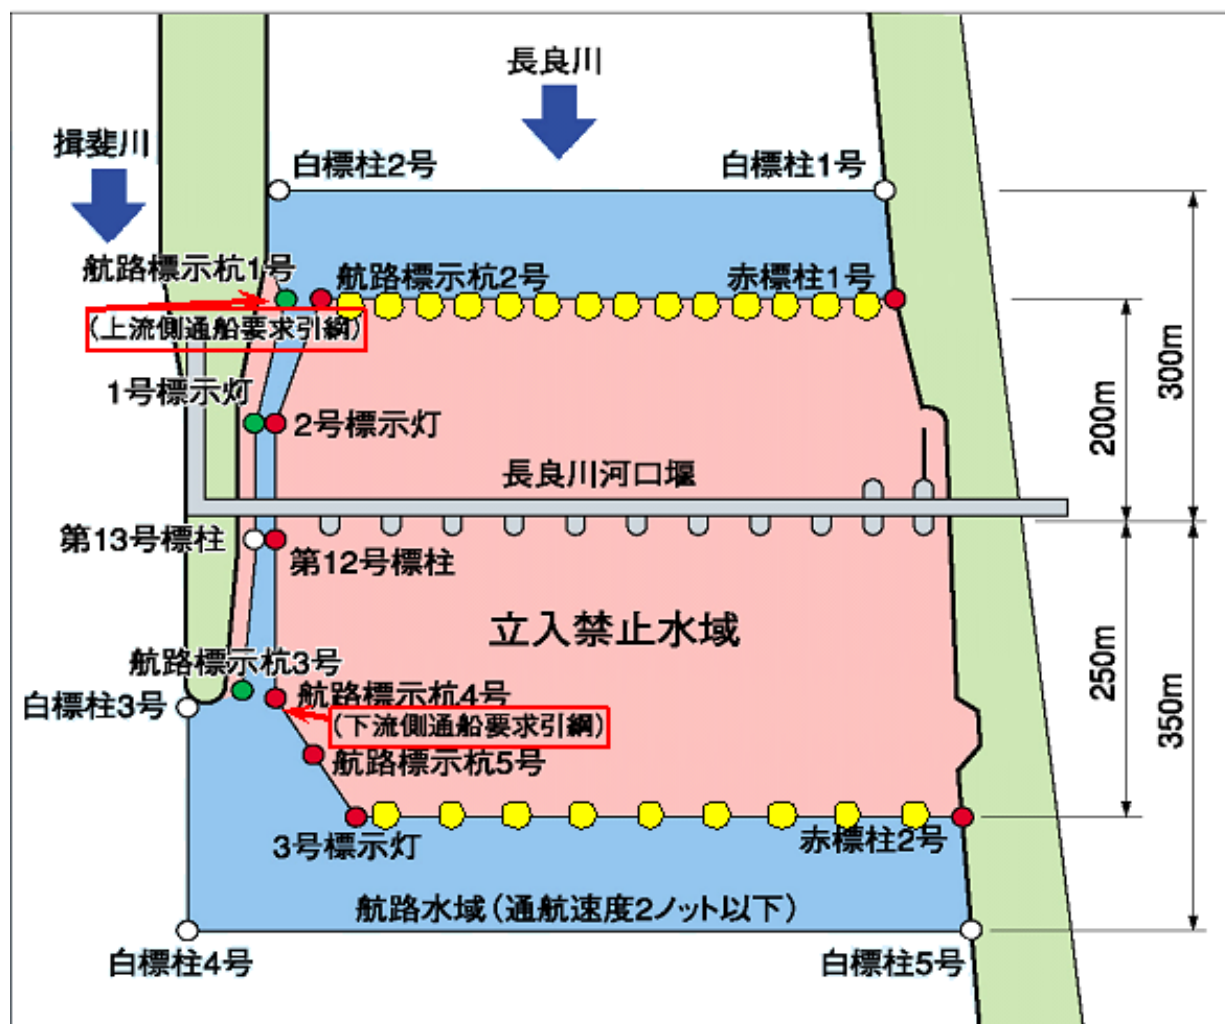 長良川
揖斐川
白標柱2号
白標柱1号
航路標示杭1号
航路標示杭2号
赤標柱1号
(上流側通船要求引綱)
1号標示灯
2号標示灯
200m
300m
長良川河口堰
第13号標柱
第12号標柱
立入禁止水域
航路標示杭3号
航路標示杭4号
白標柱3号
(下流側通船要求引綱)
航路標示杭5号
250m
350m
3号標示灯
赤標柱2号
航路水域(通航速度2ノット以下)
白標柱4号
白標柱5号